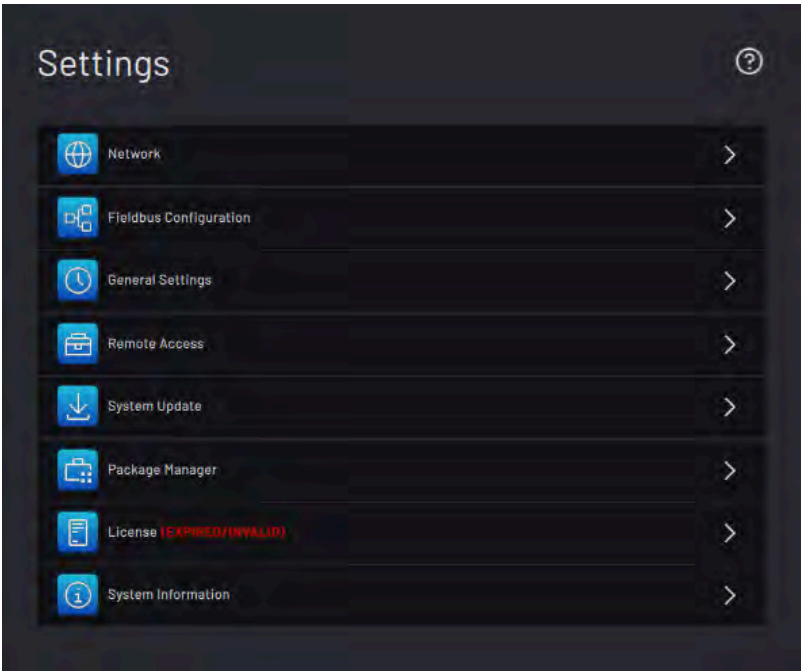 Settings
Network
Fieldbus Configuration
General Settings
Remote Access
System Update
Package Manager
License (EXPIRED/INVALID)
System Information